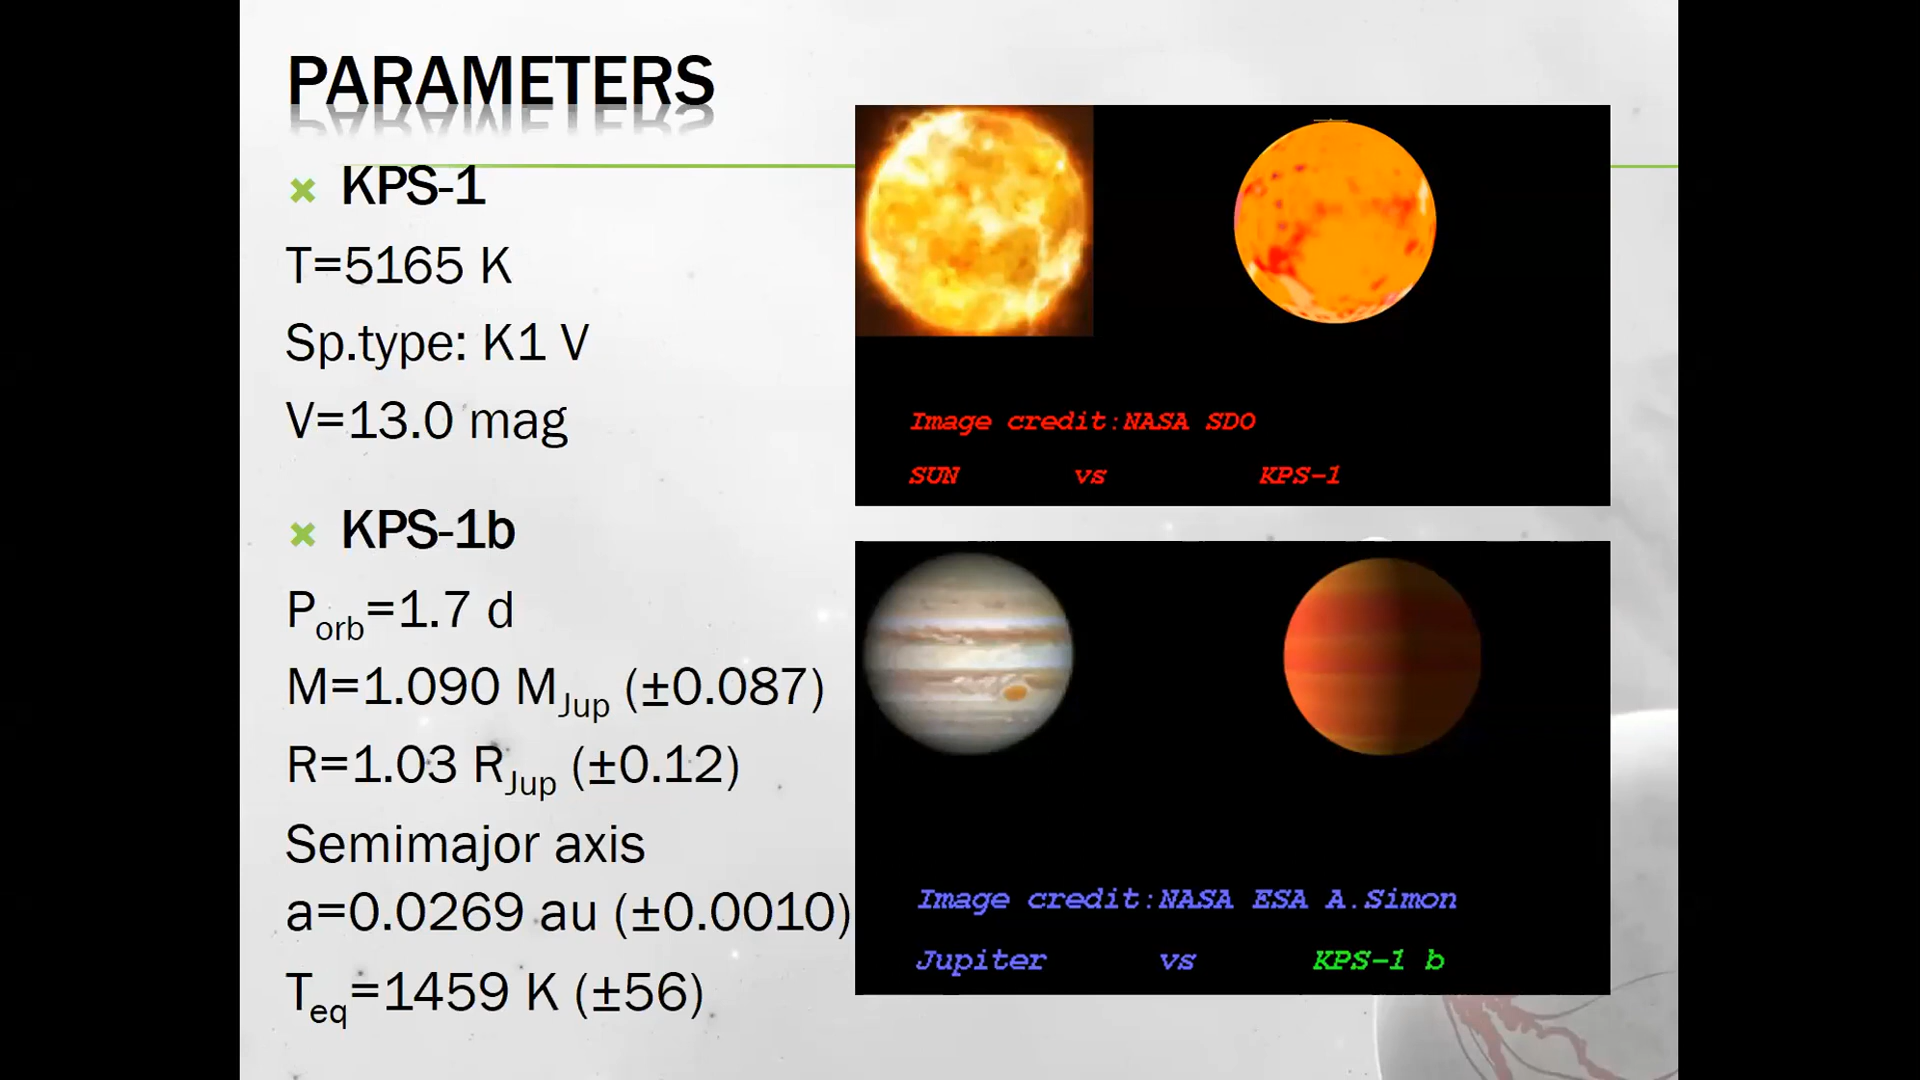 PARAMETERS
KPS-1
T=5165 K
Sp.type: K1 V
V=13.0 mag
KPS-1b
Porb=1.7 d
M=1.090 MJup (±0.087)
R=1.03 RJup (±0.12)
Semimajor axis
a=0.0269 au (±0.0010)
Teq=1459 K (±56)
Image credit:NASA SDO
SUN vs KPS-1
Image credit:NASA ESA A.Simon
Jupiter vs KPS-1 b